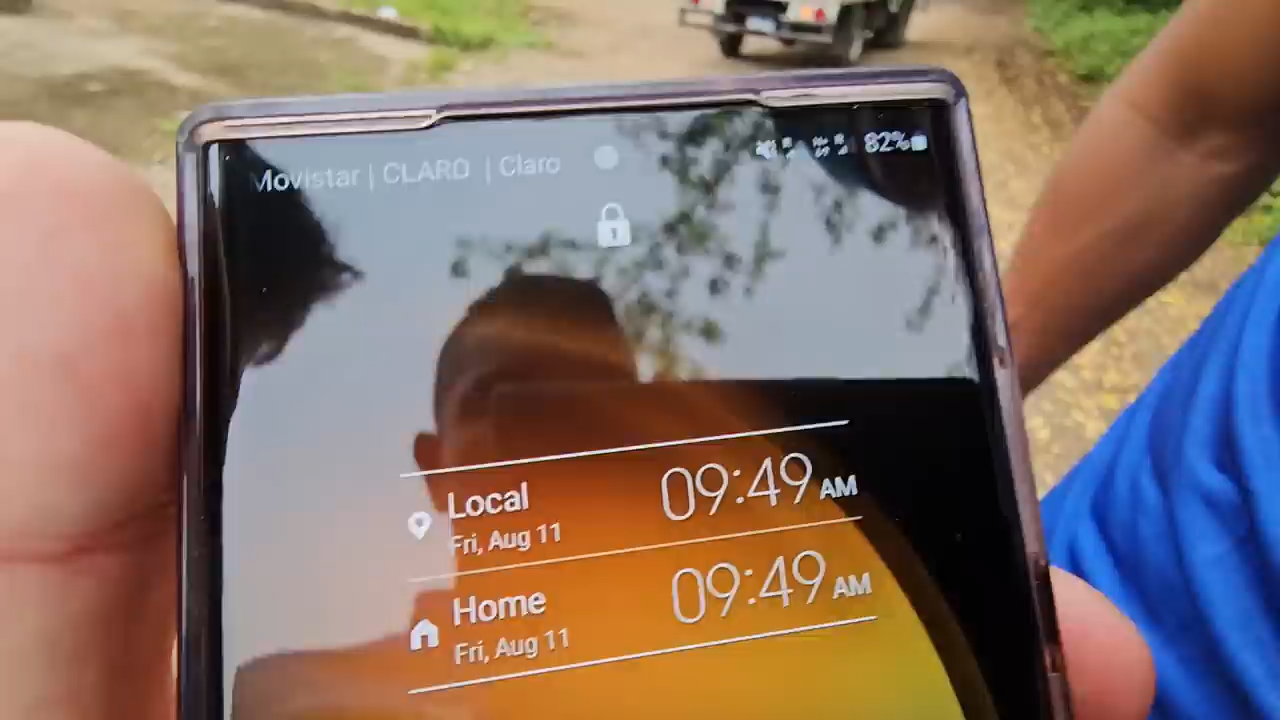 Movistar | CLARO | Claro
82%
Local
09:49 AM
Fri, Aug 11
Home
09:49 AM
Fri, Aug 11